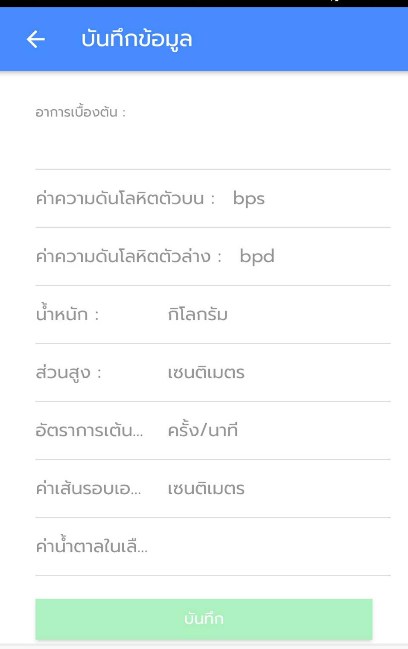 บันทึกข้อมูล
อาการเบื้องต้น :
ค่าความดันโลหิตตัวบน : bps
ค่าความดันโลหิตตัวล่าง : bpd
น้ำหนัก : กิโลกรัม
ส่วนสูง : เซนติเมตร
อัตราการเต้น... ครั้ง/นาที
ค่าเส้นรอบเอ... เซนติเมตร
ค่าน้ำตาลในเลื...
บันทึก